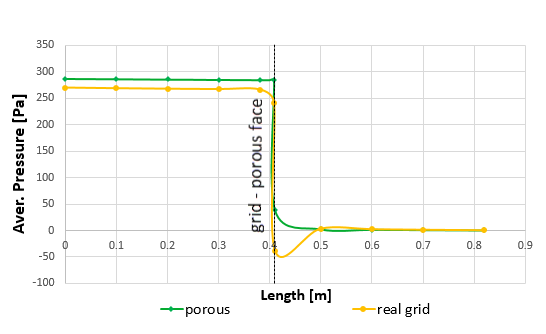 350
300
250
200
150
100
50
0
-50
-100
Aver. Pressure [Pa]
grid - porous face
0 0.1 0.2 0.3 0.4 0.5 0.6 0.7 0.8 0.9
Length [m]
porous real grid